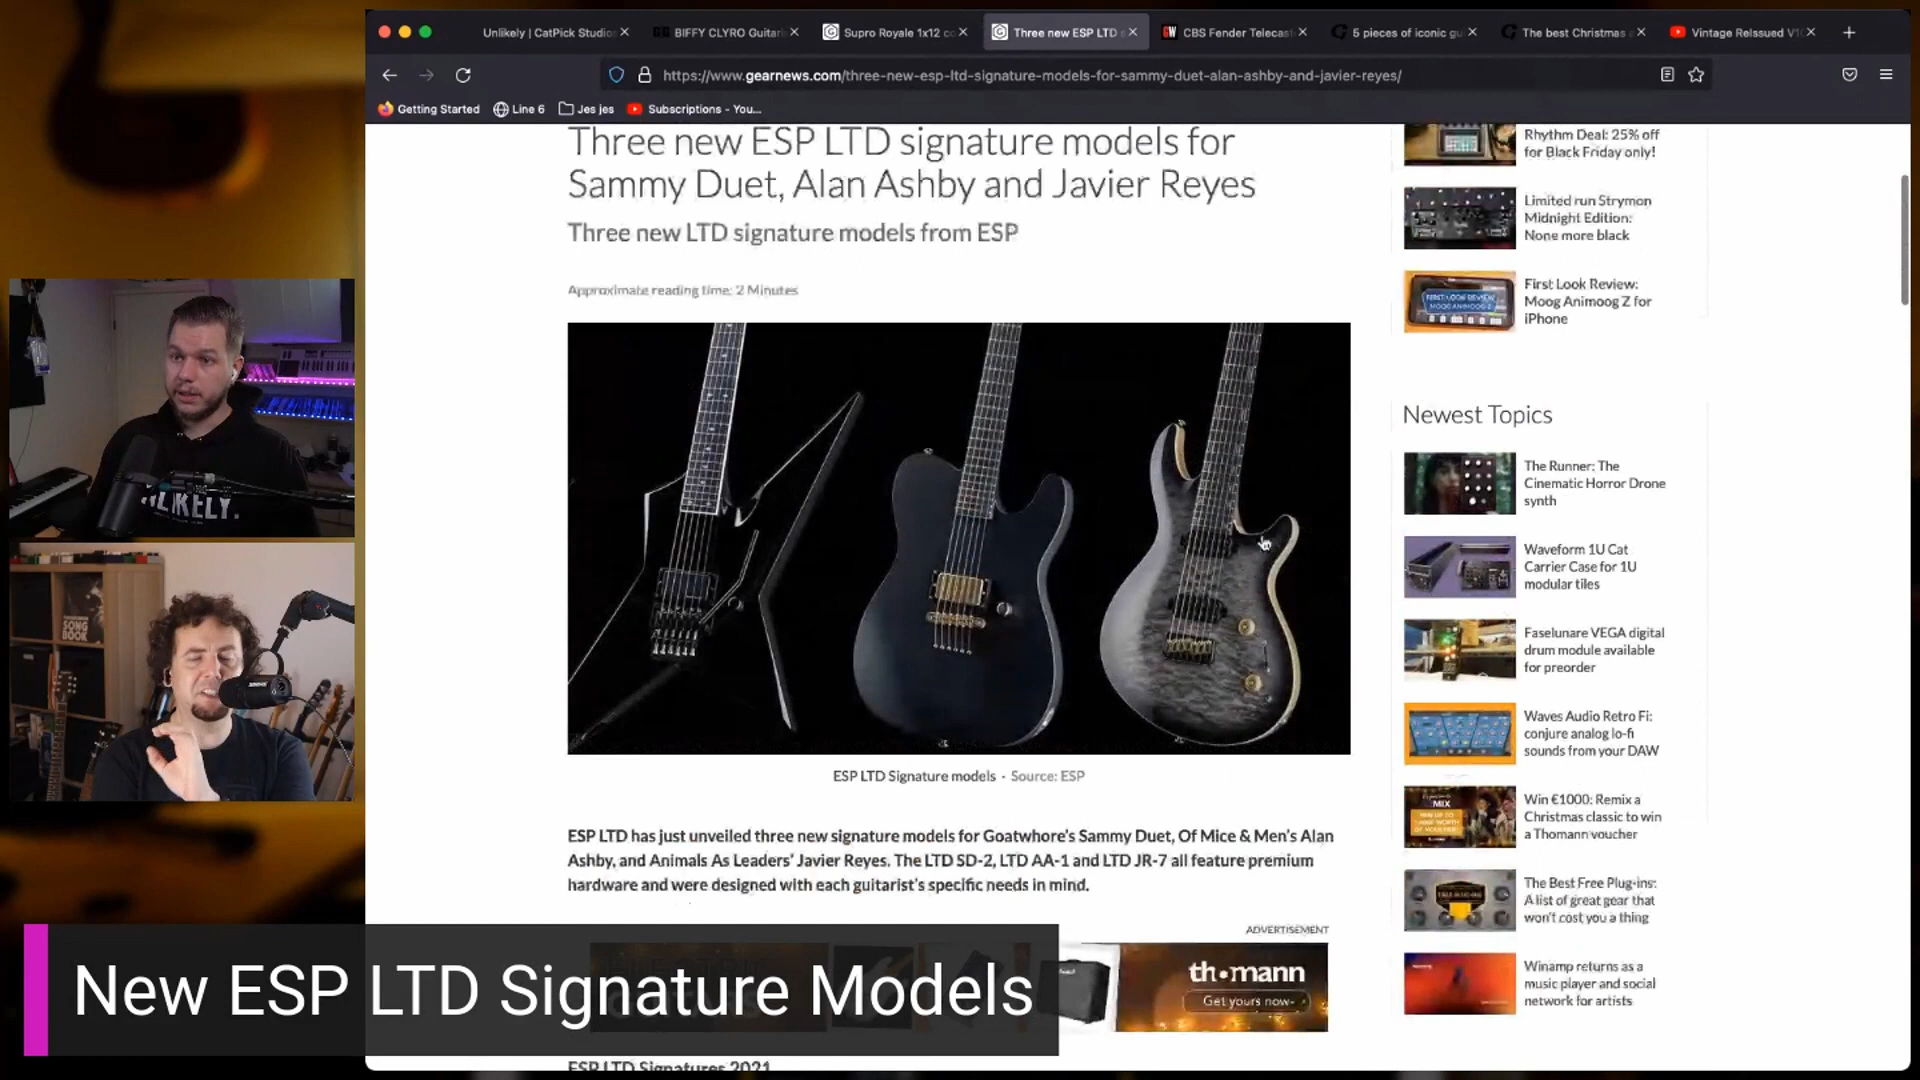 Unlikely | CatPick Studios
BIFFY CLYRO Guitaris
Supro Royale 1x12 co
Three new ESP LTD s
CBS Fender Telecast
5 pieces of iconic gu
The best Christmas
Vintage ReIssued V10
https://www.gearnews.com/three-new-esp-ltd-signature-models-for-sammy-duet-alan-ashby-and-javier-reyes/
Getting Started
Line 6
Jes jes
Subscriptions - You...
Three new ESP LTD signature models for
Sammy Duet, Alan Ashby and Javier Reyes
Three new LTD signature models from ESP
Approximate reading time: 2 Minutes
ESP LTD Signature models - Source: ESP
ESP LTD has just unveiled three new signature models for Goatwhore's Sammy Duet, Of Mice & Men's Alan
Ashby, and Animals As Leaders' Javier Reyes. The LTD SD-2, LTD AA-1 and LTD JR-7 all feature premium
hardware and were designed with each guitarist's specific needs in mind.
ADVERTISEMENT
th•mann
Get yours now
ESP LTD Signatures 2021
Rhythm Deal: 25% off
for Black Friday only!
Limited run Strymon
Midnight Edition:
None more black
First Look Review:
Moog Animoog Z for
iPhone
Newest Topics
The Runner: The
Cinematic Horror Drone
synth
Waveform 1U Cat
Carrier Case for 1U
modular tiles
Faselunare VEGA digital
drum module available
for preorder
Waves Audio Retro Fi:
conjure analog lo-fi
sounds from your DAW
Win €1000: Remix a
Christmas classic to win
a Thomann voucher
The Best Free Plug-ins:
A list of great gear that
won't cost you a thing
Winamp returns as a
music player and social
network for artists
SONG
BOOK
New ESP LTD Signature Models